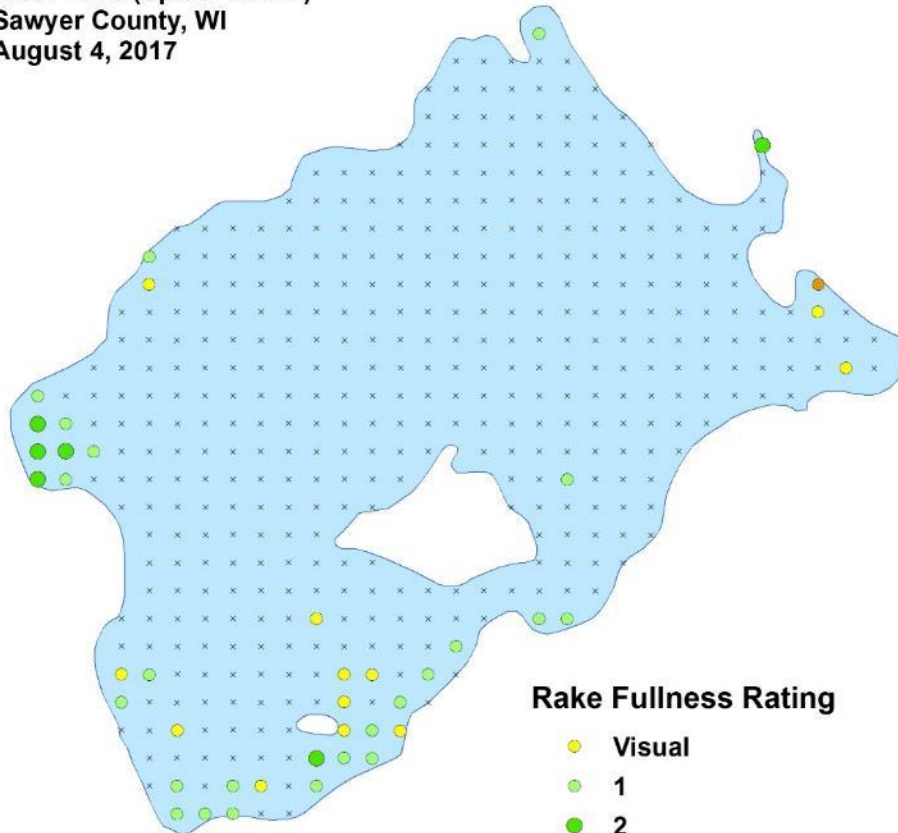 Sawyer County, WI
August 4, 2017
Rake Fullness Rating
Visual
1
2